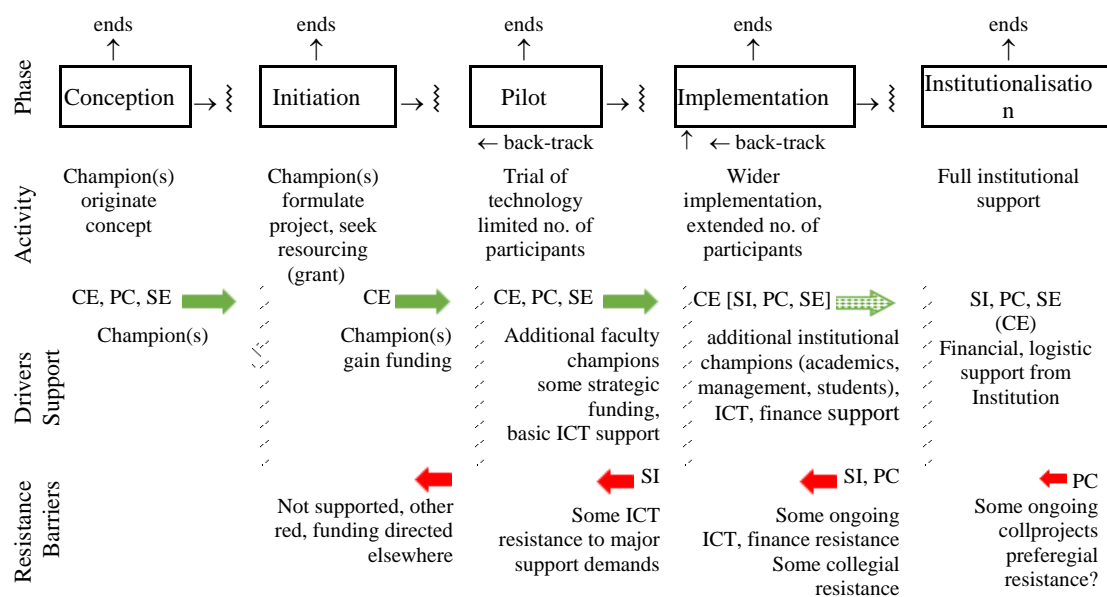 ends
ends
ends
ends
Phase
Conception
Initiation
Pilot
Implementation
Institutionalisatio
n
← back-track
← back-track
Activity
Champion(s)
originate
concept
Champion(s)
formulate
project, seek
resourcing
(grant)
Trial of
technology
limited no. of
participants
Wider
implementation,
extended no. of
participants
Full institutional
support
Drivers
Support
CE, PC, SE
Champion(s)
CE
Champion(s)
gain funding
CE, PC, SE
Additional faculty
champions
some strategic
funding,
basic ICT support
CE [SI, PC, SE]
additional institutional
champions (academics,
management, students),
ICT, finance support
SI, PC, SE
(CE)
Financial, logistic
support from
Institution
Resistance
Barriers
Not supported, other
red, funding directed
elsewhere
SI
Some ICT
resistance to major
support demands
SI, PC
Some ongoing
ICT, finance resistance
Some collegial
resistance
PC
Some ongoing
collprojects
preferegial
resistance?